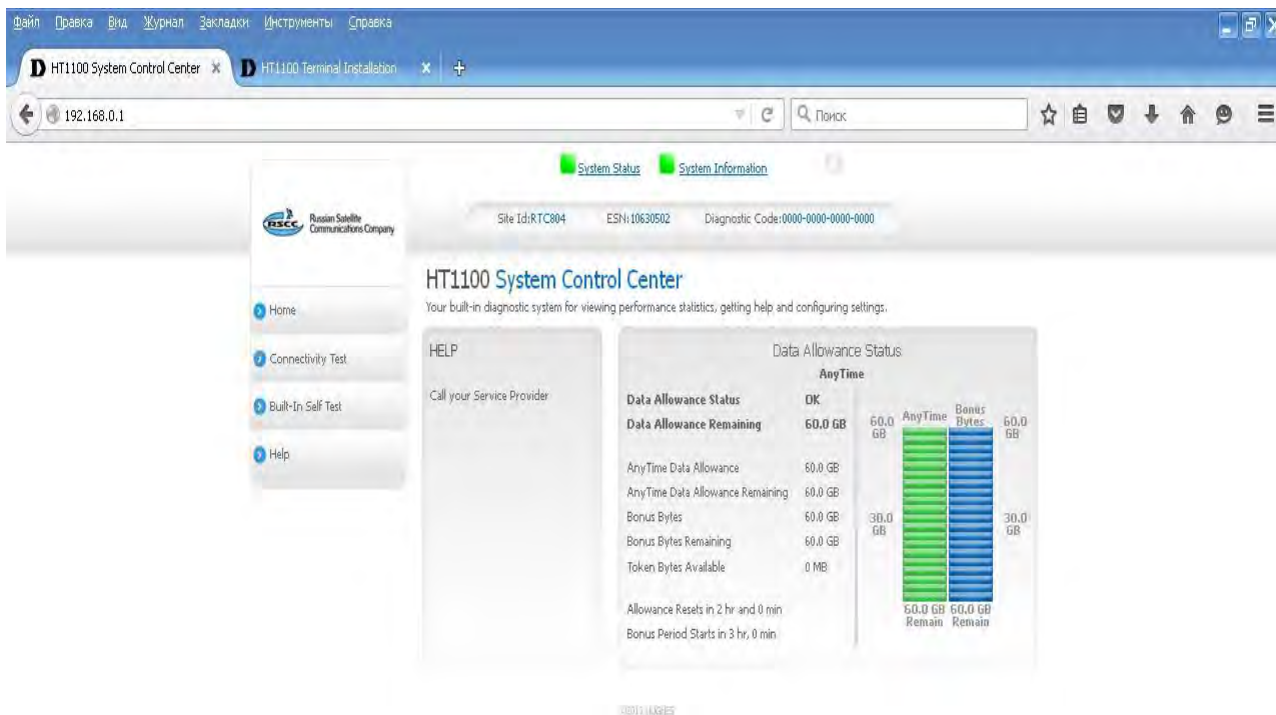 Файл Правка Вид Журнал Закладки Инструменты Справка
HT1100 System Control Center
HT1100 Terminal Installation
192.168.0.1
Поиск
System Status System Information
RSCC Russian Satellite
Communications Company
Site Id:RTC804 ESN:10630502 Diagnostic Code:0000-0000-0000-0000
HT1100 System Control Center
Your built-in diagnostic system for viewing performance statistics, getting help and configuring settings.
Home
Connectivity Test
Built-In Self Test
Help
HELP
Call your Service Provider
Data Allowance Status
AnyTime
Data Allowance Status OK
Data Allowance Remaining 60.0 GB
AnyTime Data Allowance 60.0 GB
AnyTime Data Allowance Remaining 60.0 GB
Bonus Bytes 60.0 GB
Bonus Bytes Remaining 60.0 GB
Token Bytes Available 0 MB
Allowance Resets in 2 hr and 0 min
Bonus Period Starts in 3 hr, 0 min
AnyTime Bonus
Bytes
60.0
GB
60.0
GB
30.0
GB
30.0
GB
60.0 GB
Remain
60.0 GB
Remain